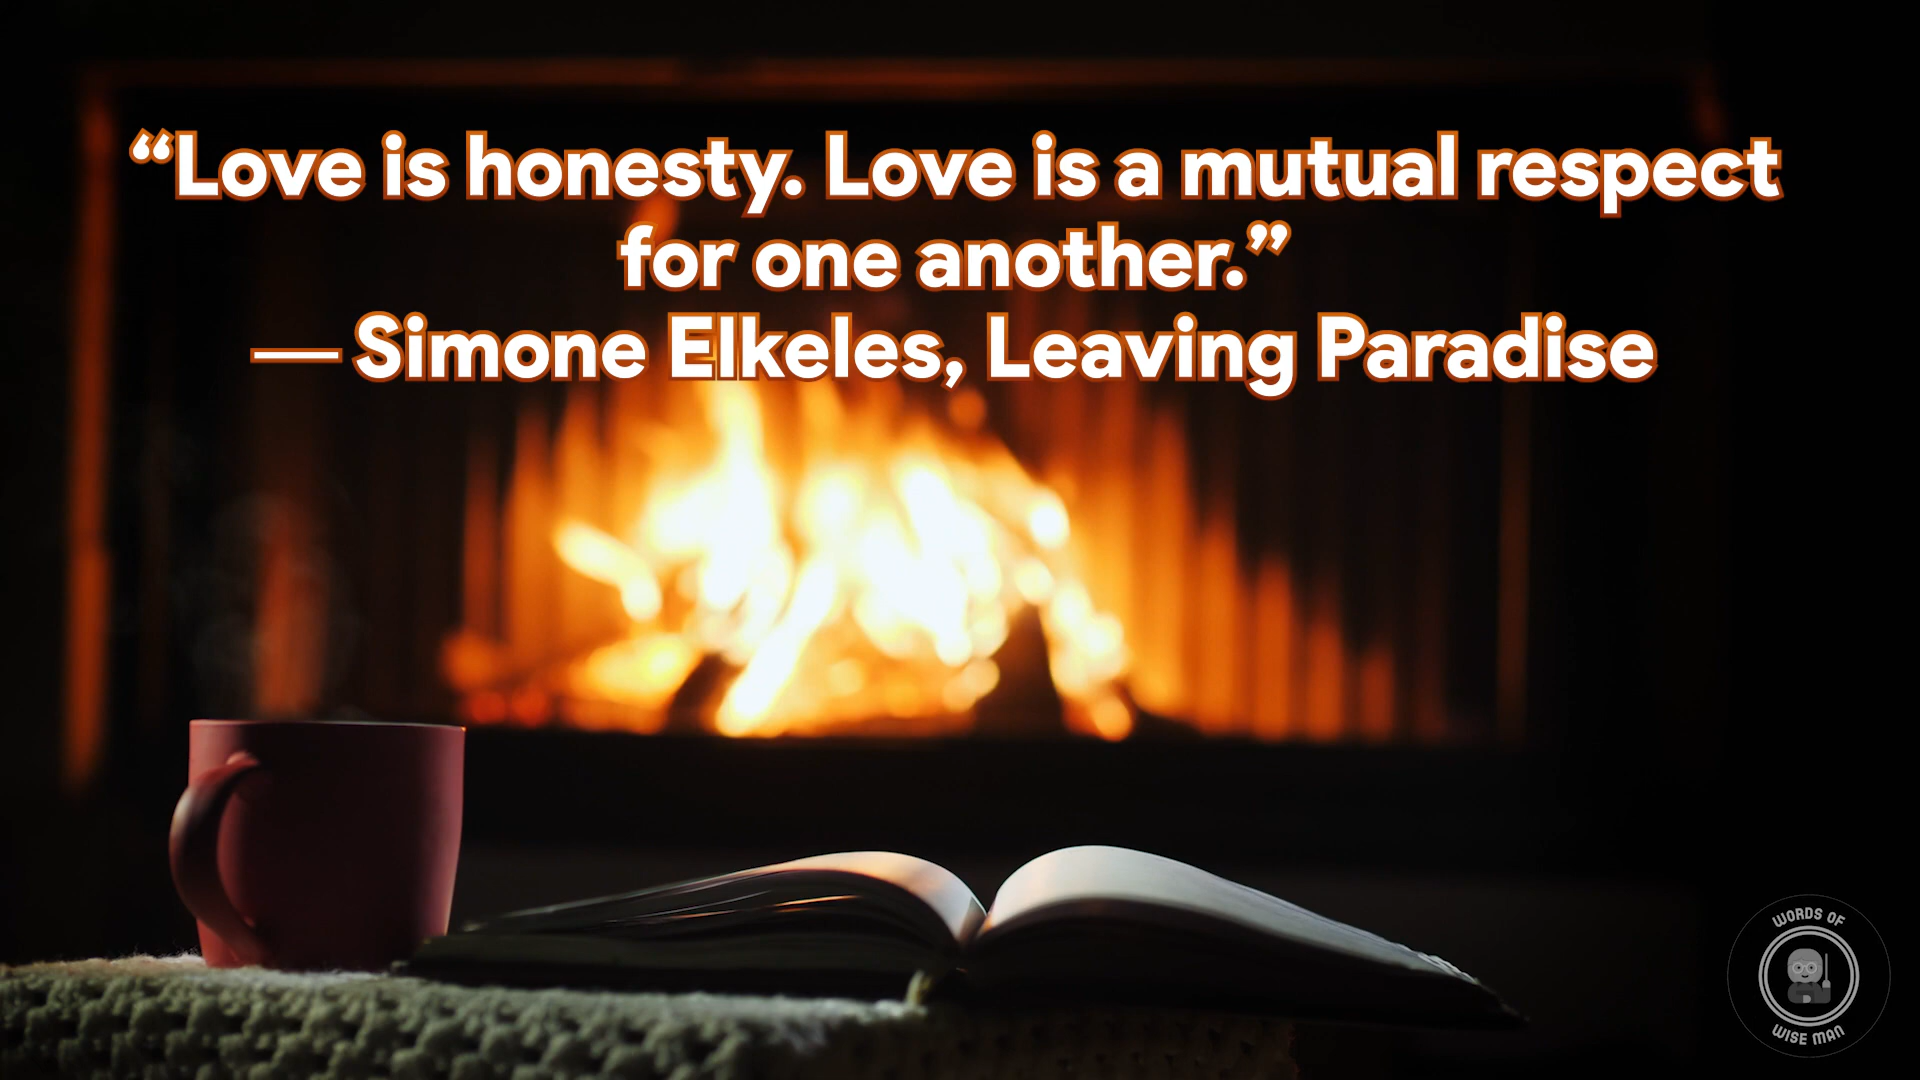 “Love is honesty. Love is a mutual respect
for one another.”
— Simone Elkeles, Leaving Paradise
WORDS OF
WISE MAN